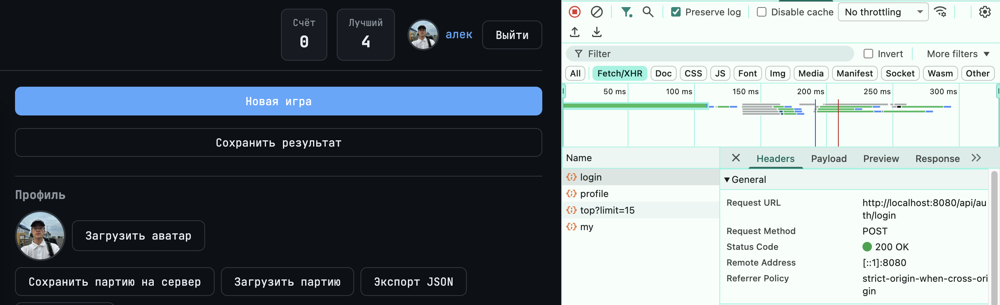 Счёт
0
Лучший
4
алек
Выйти
Новая игра
Сохранить результат
Профиль
Загрузить аватар
Сохранить партию на сервер
Загрузить партию
Экспорт JSON
Preserve log
Disable cache
No throttling
Filter
Invert
More filters
All
Fetch/XHR
Doc
CSS
JS
Font
Img
Media
Manifest
Socket
Wasm
Other
50 ms
100 ms
150 ms
200 ms
250 ms
300 ms
Name
login
profile
top?limit=15
my
Headers
Payload
Preview
Response
General
Request URL
http://localhost:8080/api/au
th/login
Request Method
POST
Status Code
200 OK
Remote Address
[::1]:8080
Referrer Policy
strict-origin-when-cross-ori
gin